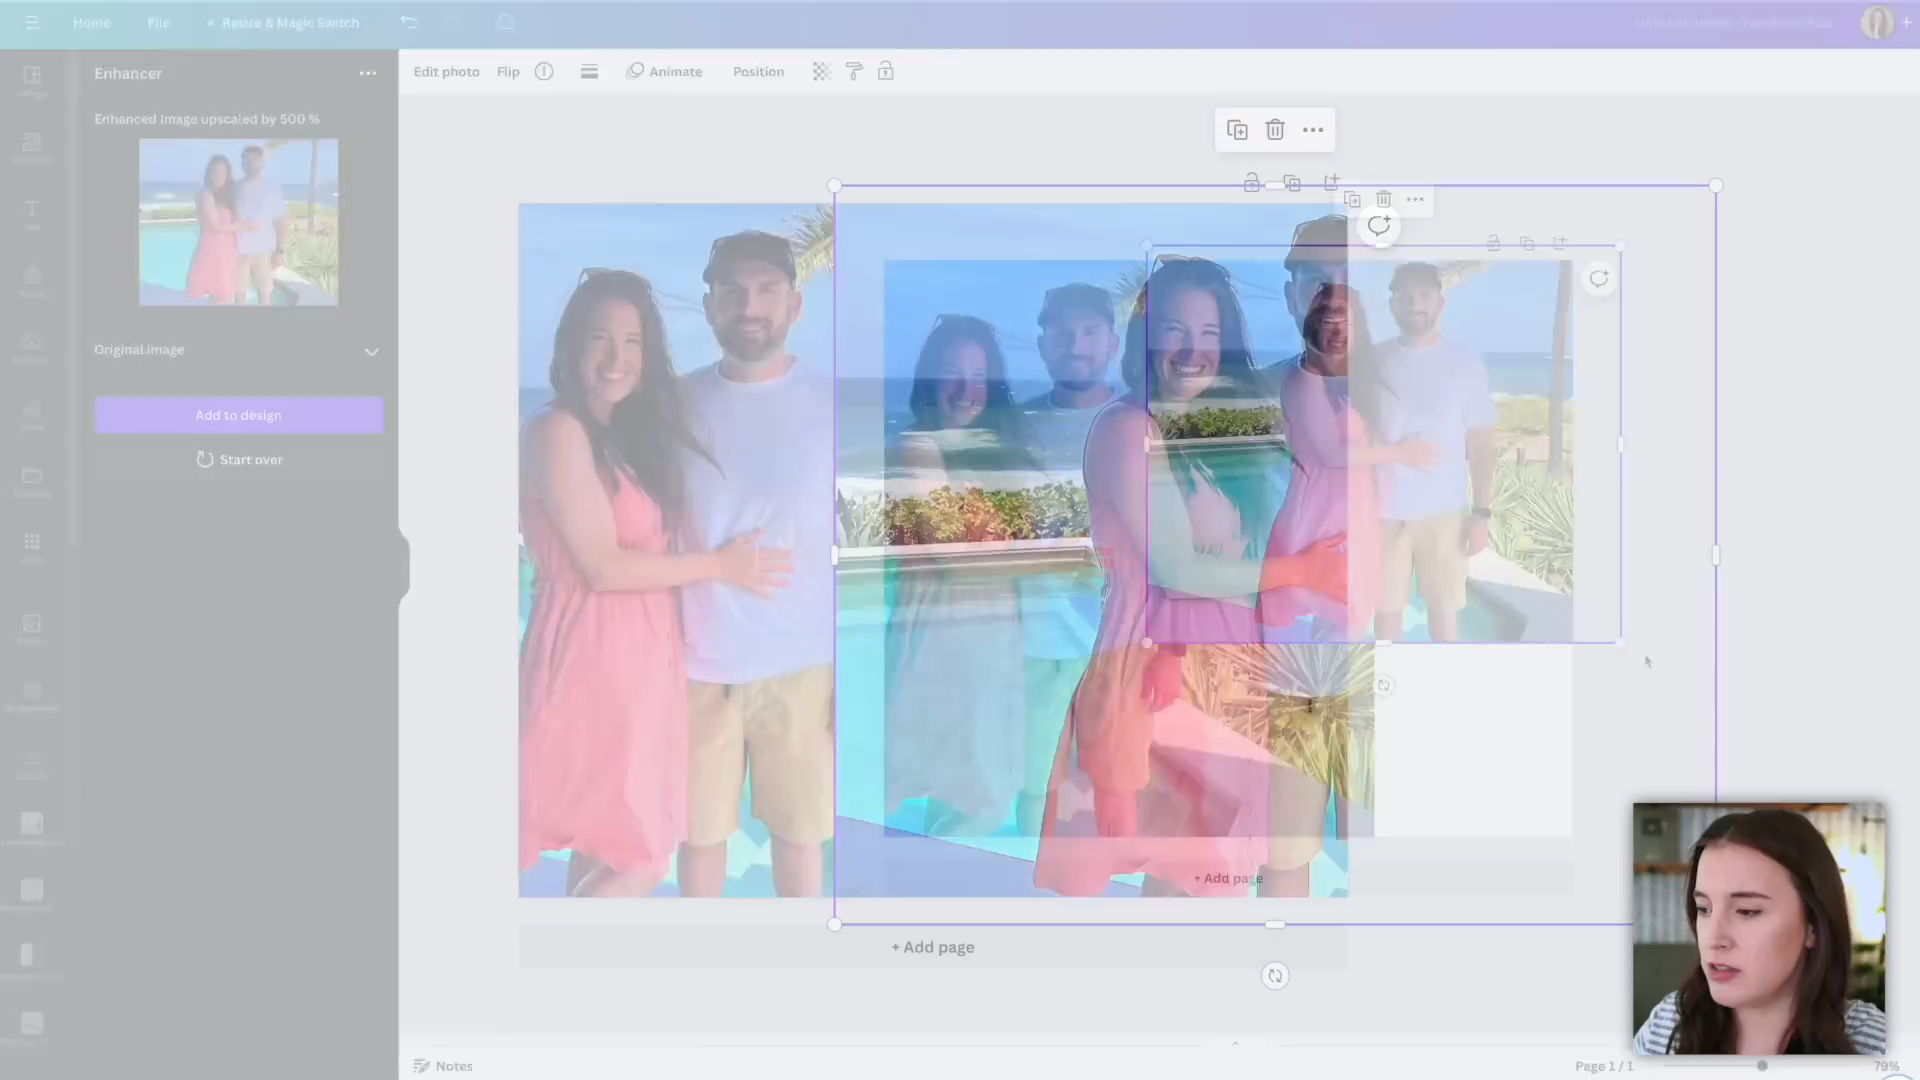 Home File Resize & Magic Switch
Enhancer
Edit photo Flip Animate Position
Enhanced image upscaled by 500 %
Original image
Add to design
Start over
+ Add page
+ Add page
Notes
Page 1 / 1
79%